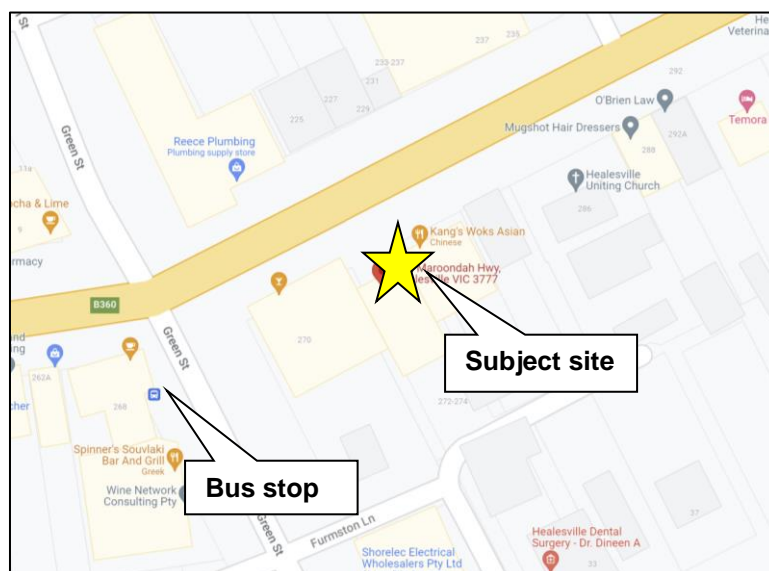 He
Veterinar
237
235
292
233-237
231
227
229
225
O'Brien Law
Temora
Mugshot Hair Dressers
292A
288
Reece Plumbing
Plumbing supply store
Green St
11a
Healesville
Uniting Church
286
ocha & Lime
9
rmacy
Kang's Woks Asian
Chinese
Maroondah Hwy,
lesville VIC 3777
B360
270
Green St
Subject site
nd
ng
262A
cher
268
272-274
Spinner's Souvlaki
Bar And Grill
Greek
Bus stop
Wine Network
Consulting Pty
Green St
Furmston Ln
37
Shorelec Electrical
Wholesalers Pty Ltd
Healesville Dental
Surgery - Dr. Dineen A
33